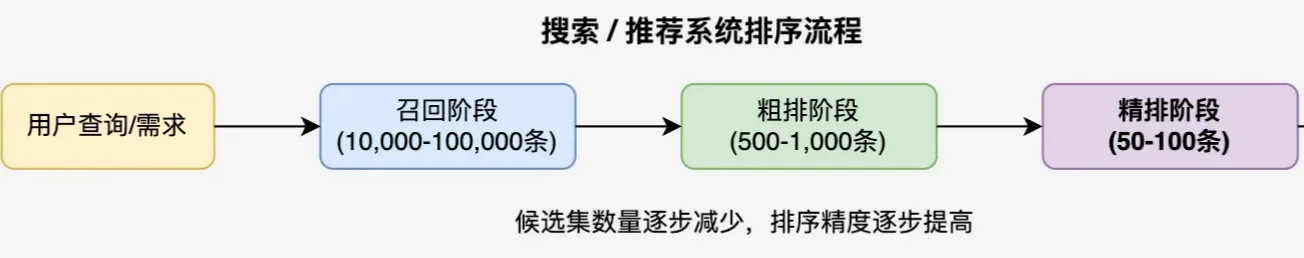 搜索 / 推荐系统排序流程
用户查询/需求
召回阶段
(10,000-100,000条)
粗排阶段
(500-1,000条)
精排阶段
(50-100条)
候选集数量逐步减少，排序精度逐步提高